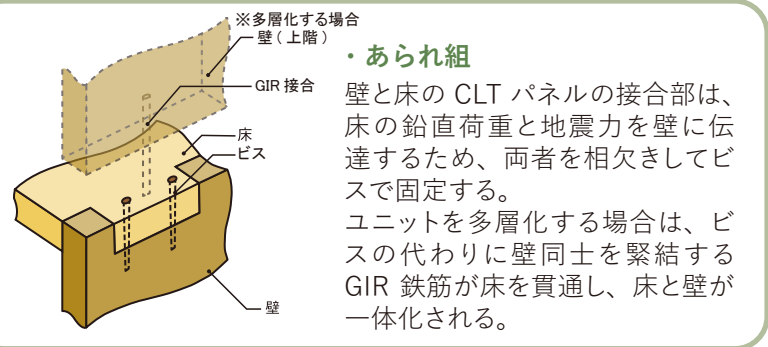 ※多層化する場合
壁(上階)
GIR 接合
床
ビス
壁
・あられ組
壁と床の CLT パネルの接合部は、
床の鉛直荷重と地震力を壁に伝
達するため、両者を相欠きしてビ
スで固定する。
ユニットを多層化する場合は、ビ
スの代わりに壁同士を緊結する
GIR 鉄筋が床を貫通し、床と壁が
一体化される。